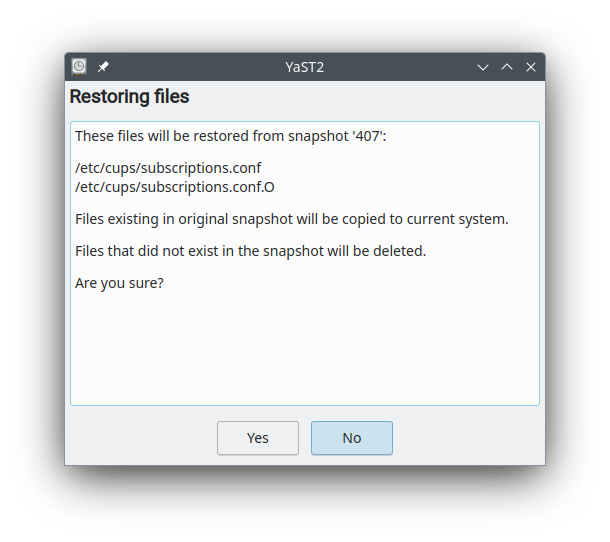 YaST2
Restoring files
These files will be restored from snapshot '407':
/etc/cups/subscriptions.conf
/etc/cups/subscriptions.conf.O
Files existing in original snapshot will be copied to current system.
Files that did not exist in the snapshot will be deleted.
Are you sure?
Yes
No